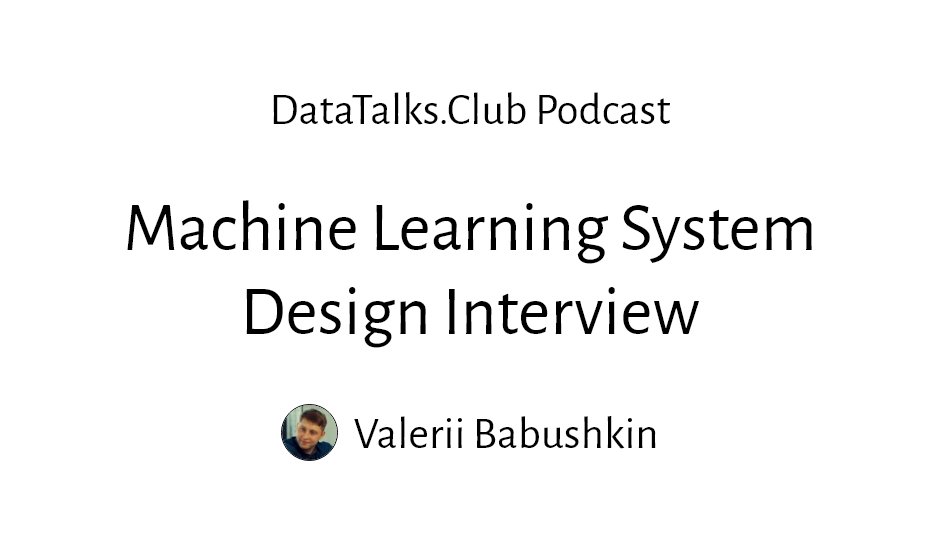 DataTalks.Club Podcast
Machine Learning System
Design Interview
Valerii Babushkin